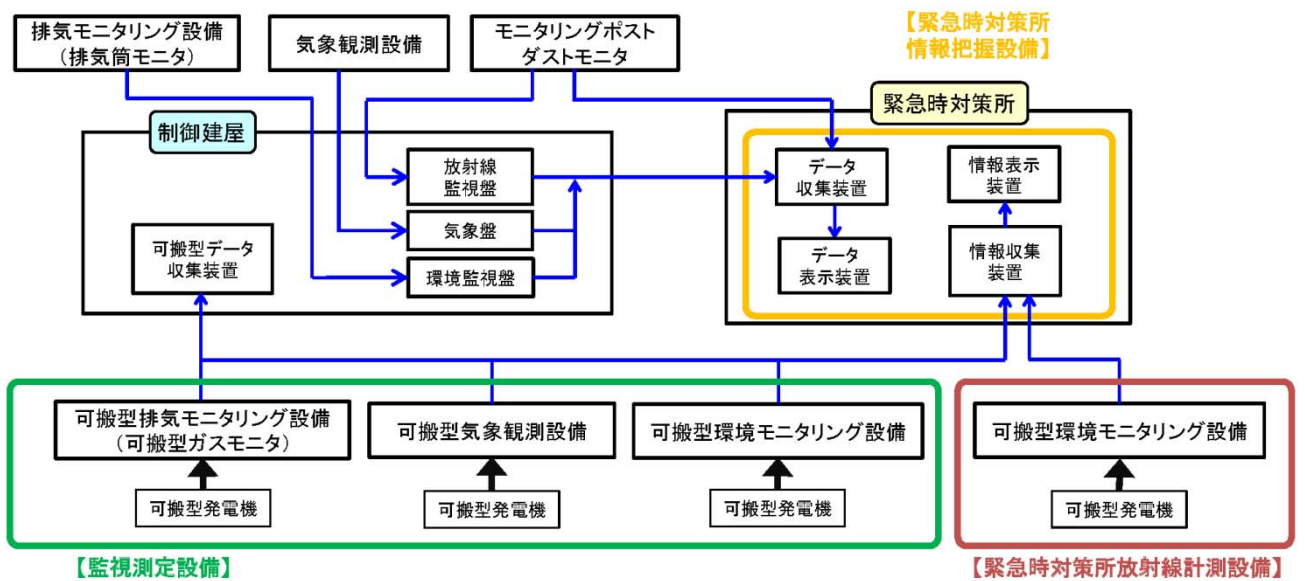 排気モニタリング設備
(排気筒モニタ)
気象観測設備
モニタリングポスト
ダストモニタ
【緊急時対策所
情報把握設備】
制御建屋
緊急時対策所
放射線
監視盤
気象盤
環境監視盤
可搬型データ
収集装置
データ
収集装置
データ
表示装置
情報表示
装置
情報収集
装置
可搬型排気モニタリング設備
(可搬型ガスモニタ)
可搬型気象観測設備
可搬型環境モニタリング設備
可搬型環境モニタリング設備
可搬型発電機
可搬型発電機
可搬型発電機
可搬型発電機
【監視測定設備】
【緊急時対策所放射線計測設備】